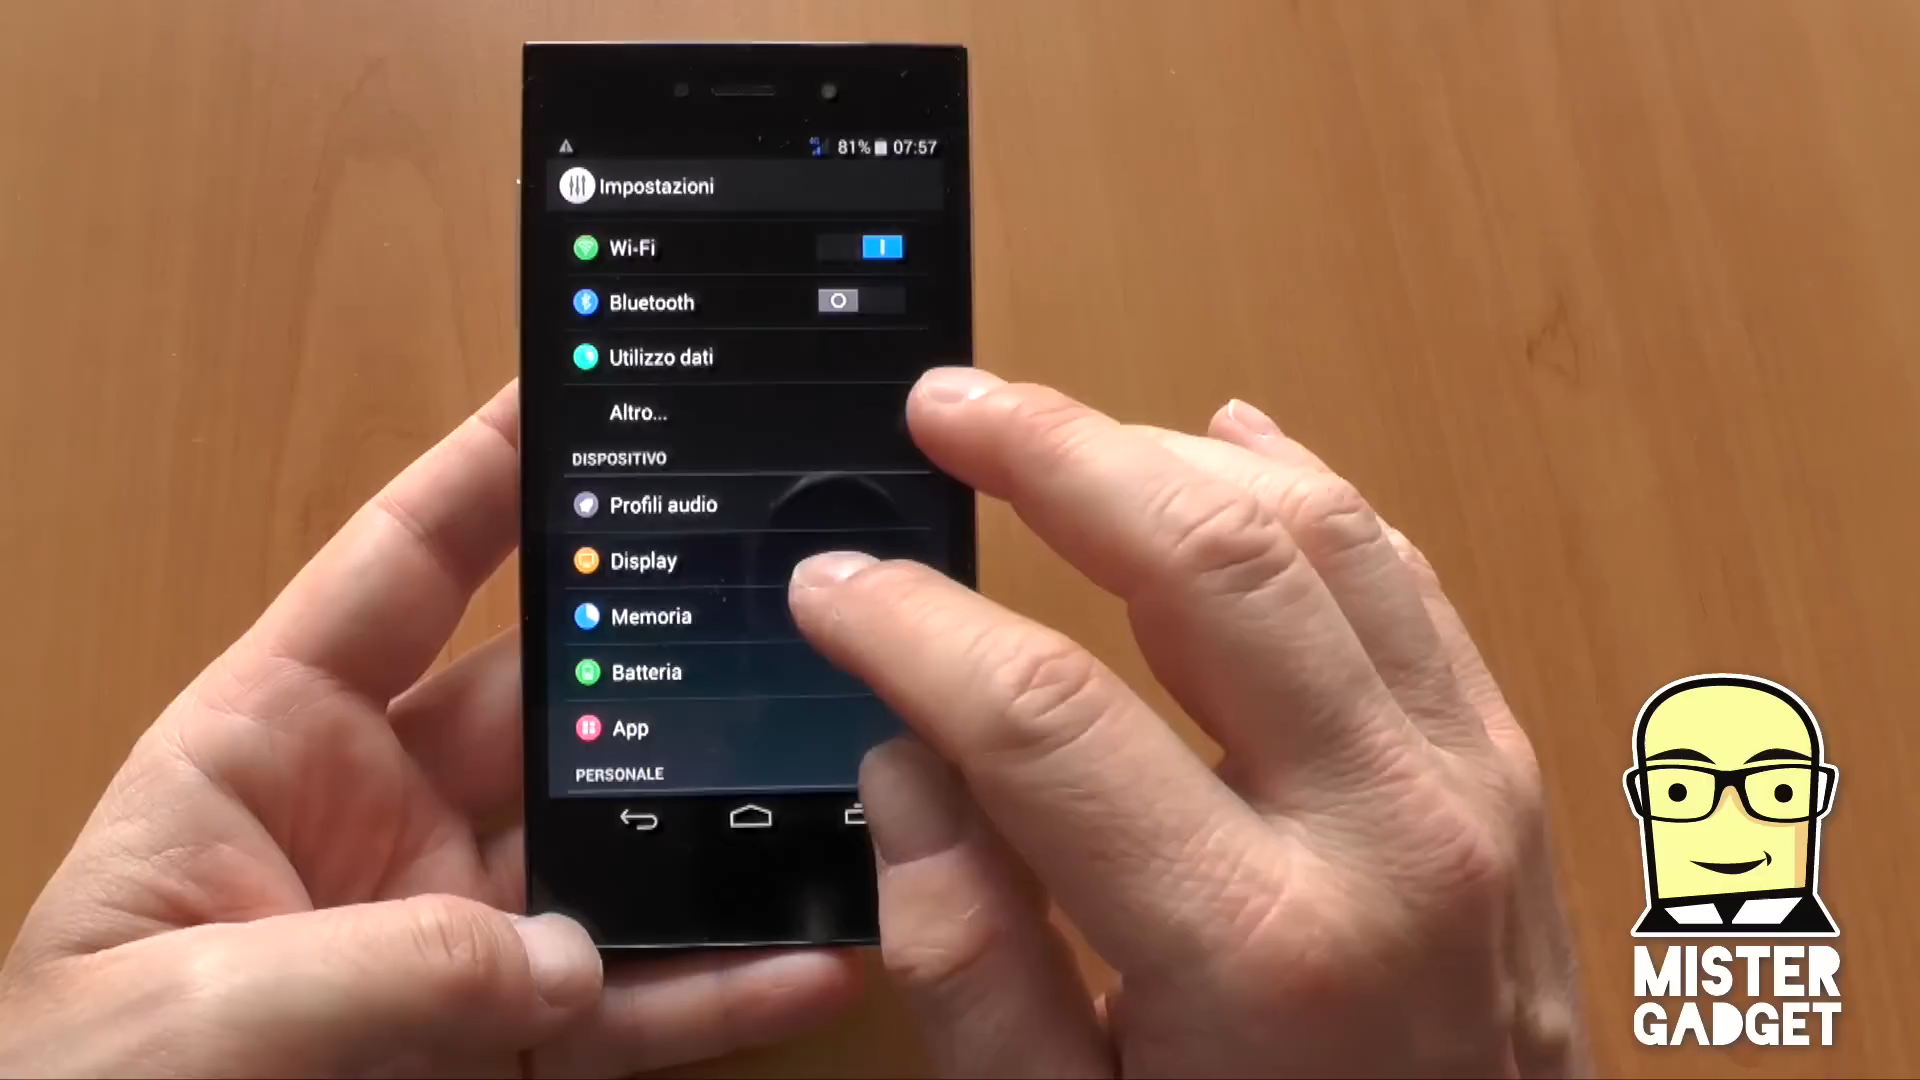 81% 07:57
Impostazioni
Wi-Fi
Bluetooth
Utilizzo dati
Altro...
DISPOSITIVO
Profili audio
Display
Memoria
Batteria
App
PERSONALE
MISTER
GADGET